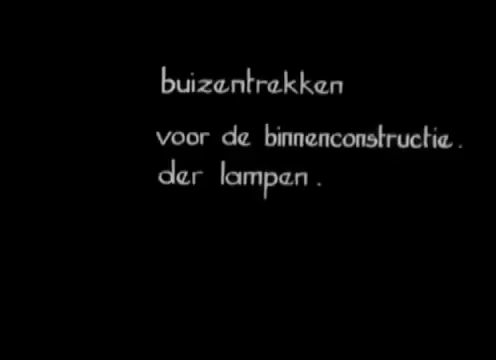 buizentrekken
voor de binnenconstructie.
der lampen.